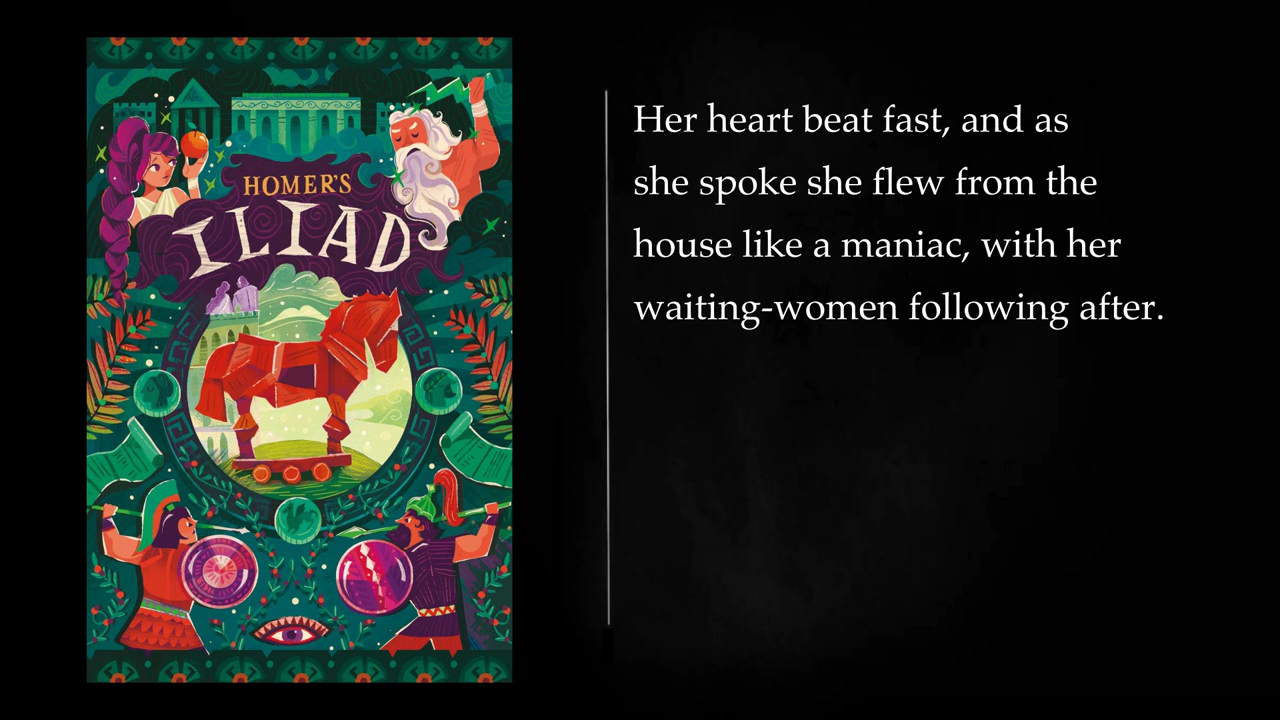 HOMER'S
ILIAD
Her heart beat fast, and as
she spoke she flew from the
house like a maniac, with her
waiting-women following after.